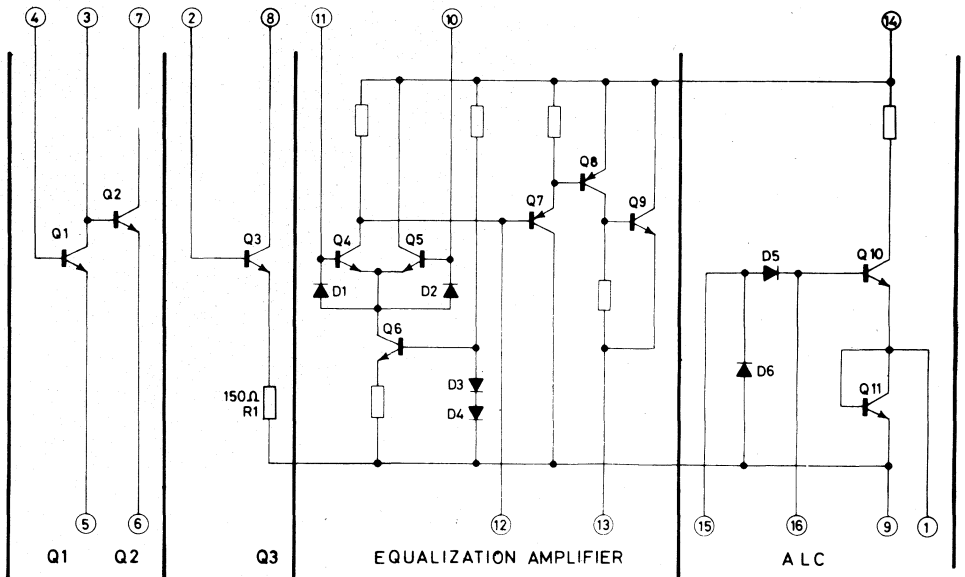 4 3 7 2 8 11 10 14
Q8
Q2 Q7 Q9
Q1 Q3 Q4 Q5 D5 Q10
D1 D2
Q6
D3 D6
150Ω D4 Q11
R1
5 6 12 13 15 16 9 1
Q1 Q2 Q3 EQUALIZATION AMPLIFIER ALC